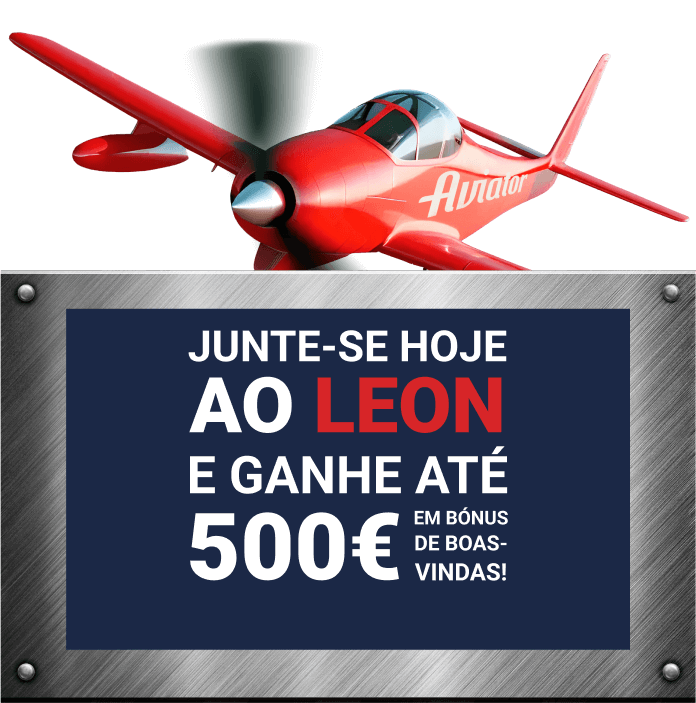 Aviator
JUNTE-SE HOJE
AO LEON
E GANHE ATÉ
500€ EM BÓNUS
DE BOAS-
VINDAS!